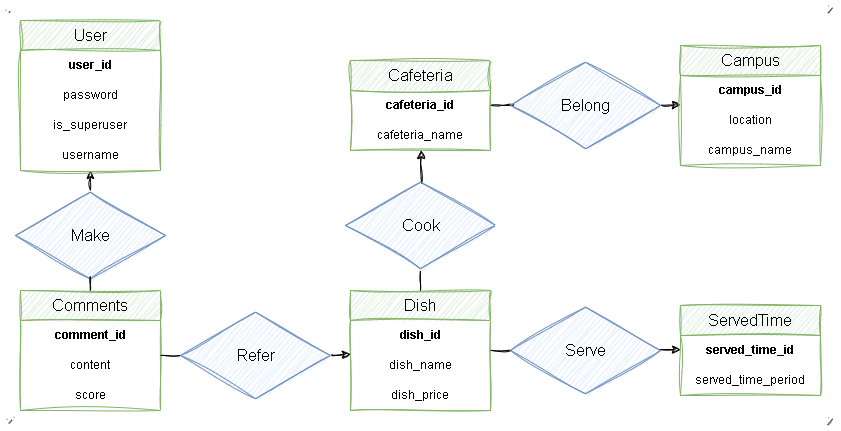 User
user_id
password
is_superuser
username
Make
Comments
comment_id
content
score
Refer
Cafeteria
cafeteria_id
cafeteria_name
Cook
Dish
dish_id
dish_name
dish_price
Belong
Campus
campus_id
location
campus_name
Serve
ServedTime
served_time_id
served_time_period